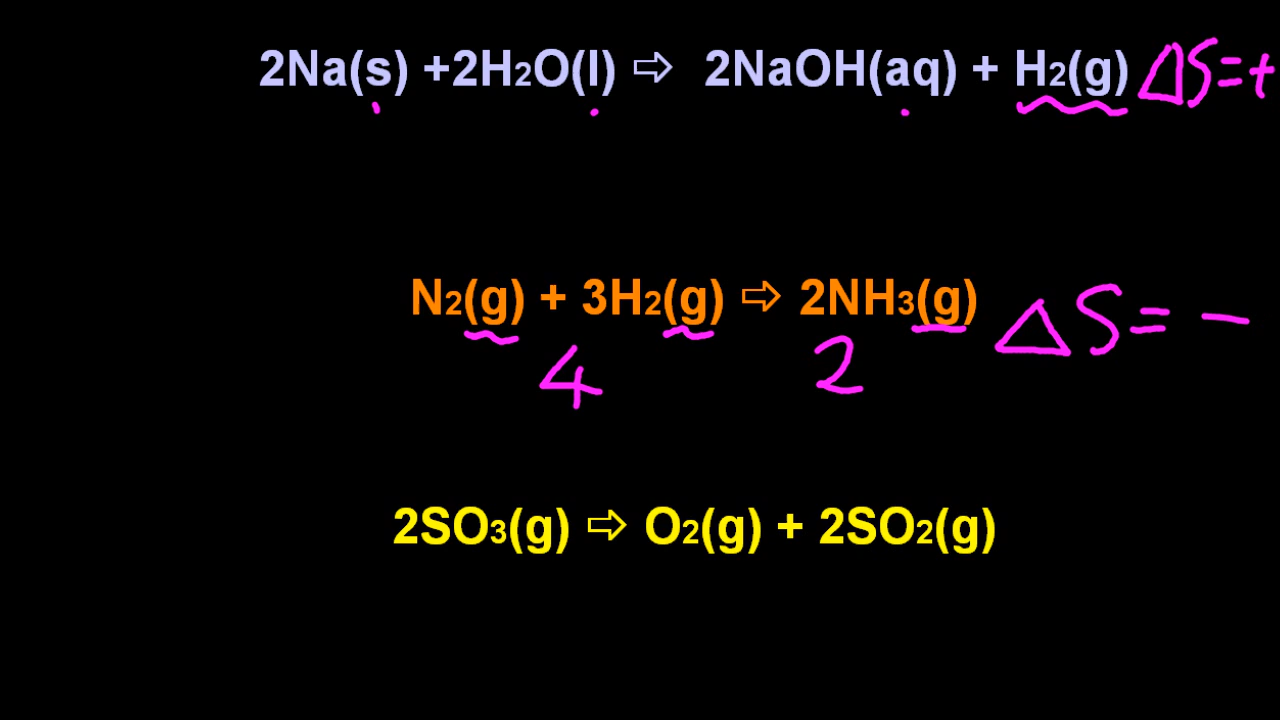 2Na(s) +2H2O(l) ⇨ 2NaOH(aq) + H2(g) ΔS=+
N2(g) + 3H2(g) ⇨ 2NH3(g) ΔS= −
4 2
2SO3(g) ⇨ O2(g) + 2SO2(g)